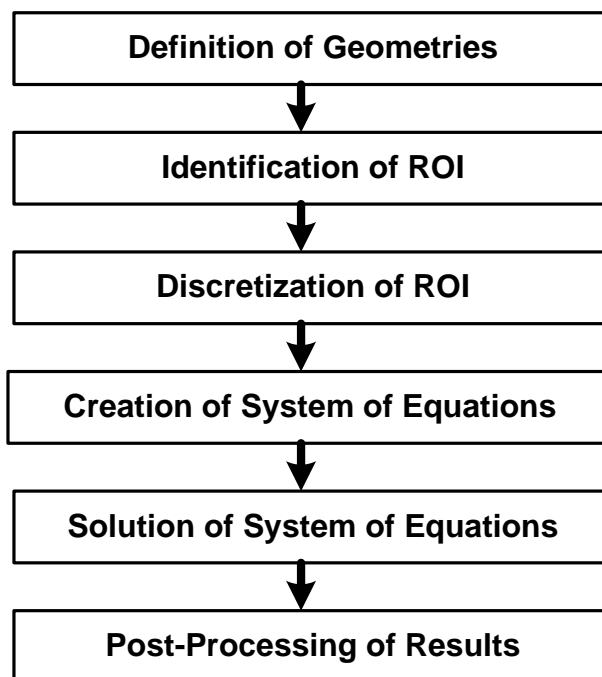 Definition of Geometries
Identification of ROI
Discretization of ROI
Creation of System of Equations
Solution of System of Equations
Post-Processing of Results